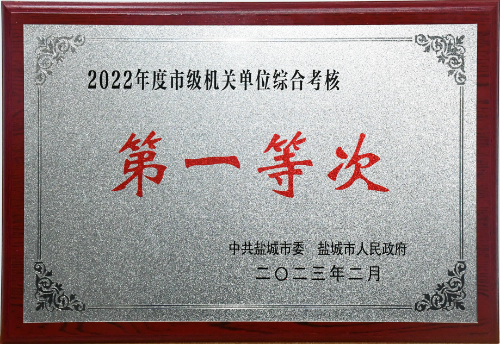 2022年度市级机关单位综合考核
第一等次
中共盐城市委 盐城市人民政府
二〇二三年二月